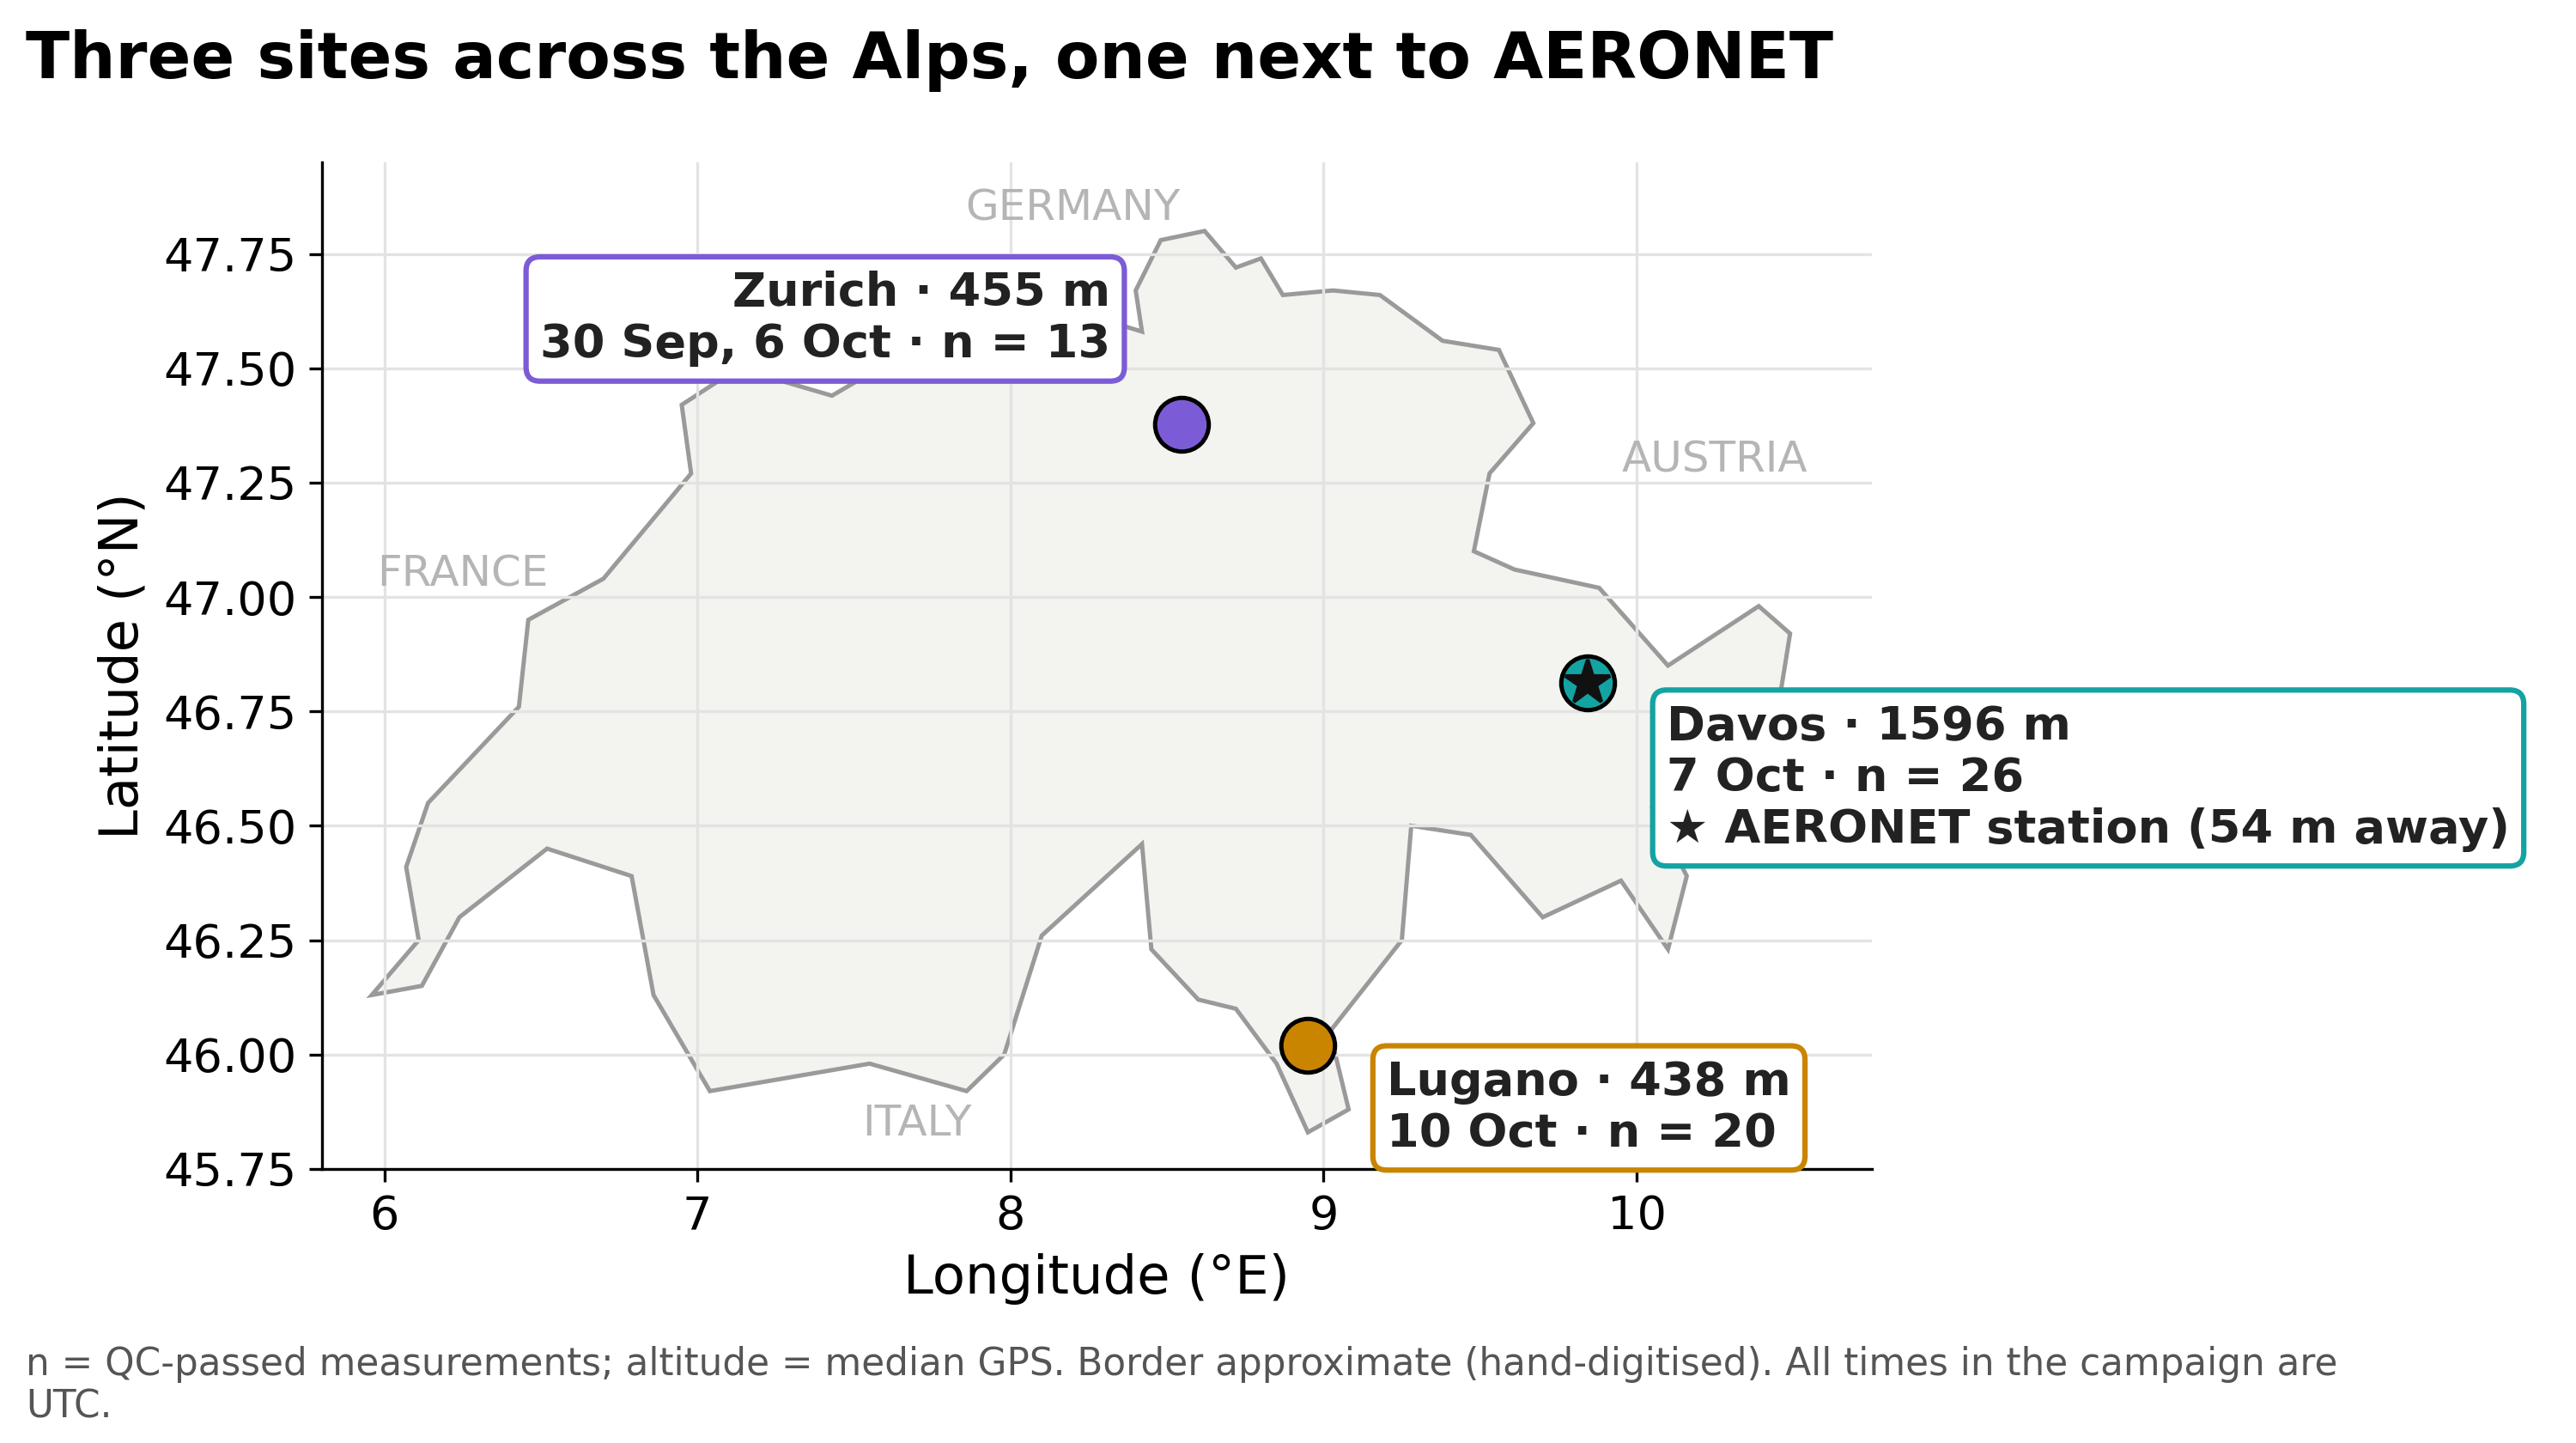 Three sites across the Alps, one next to AERONET
GERMANY
47.75
Zurich · 455 m
30 Sep, 6 Oct · n = 13
47.50
AUSTRIA
47.25
FRANCE
47.00
46.75
Davos · 1596 m
7 Oct · n = 26
★ AERONET station (54 m away)
46.50
46.25
46.00
Lugano · 438 m
10 Oct · n = 20
ITALY
45.75
Latitude (°N)
6 7 8 9 10
Longitude (°E)
n = QC-passed measurements; altitude = median GPS. Border approximate (hand-digitised). All times in the campaign are
UTC.